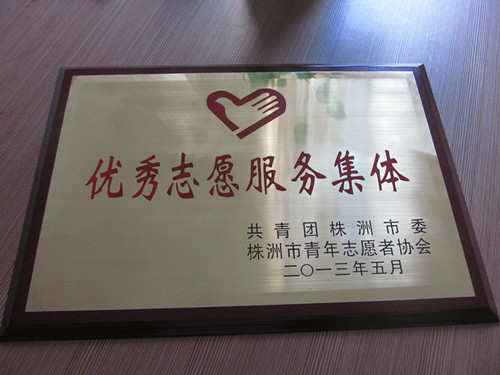 优秀志愿服务集体
共青团株洲市委
株洲市青年志愿者协会
二〇一三年五月